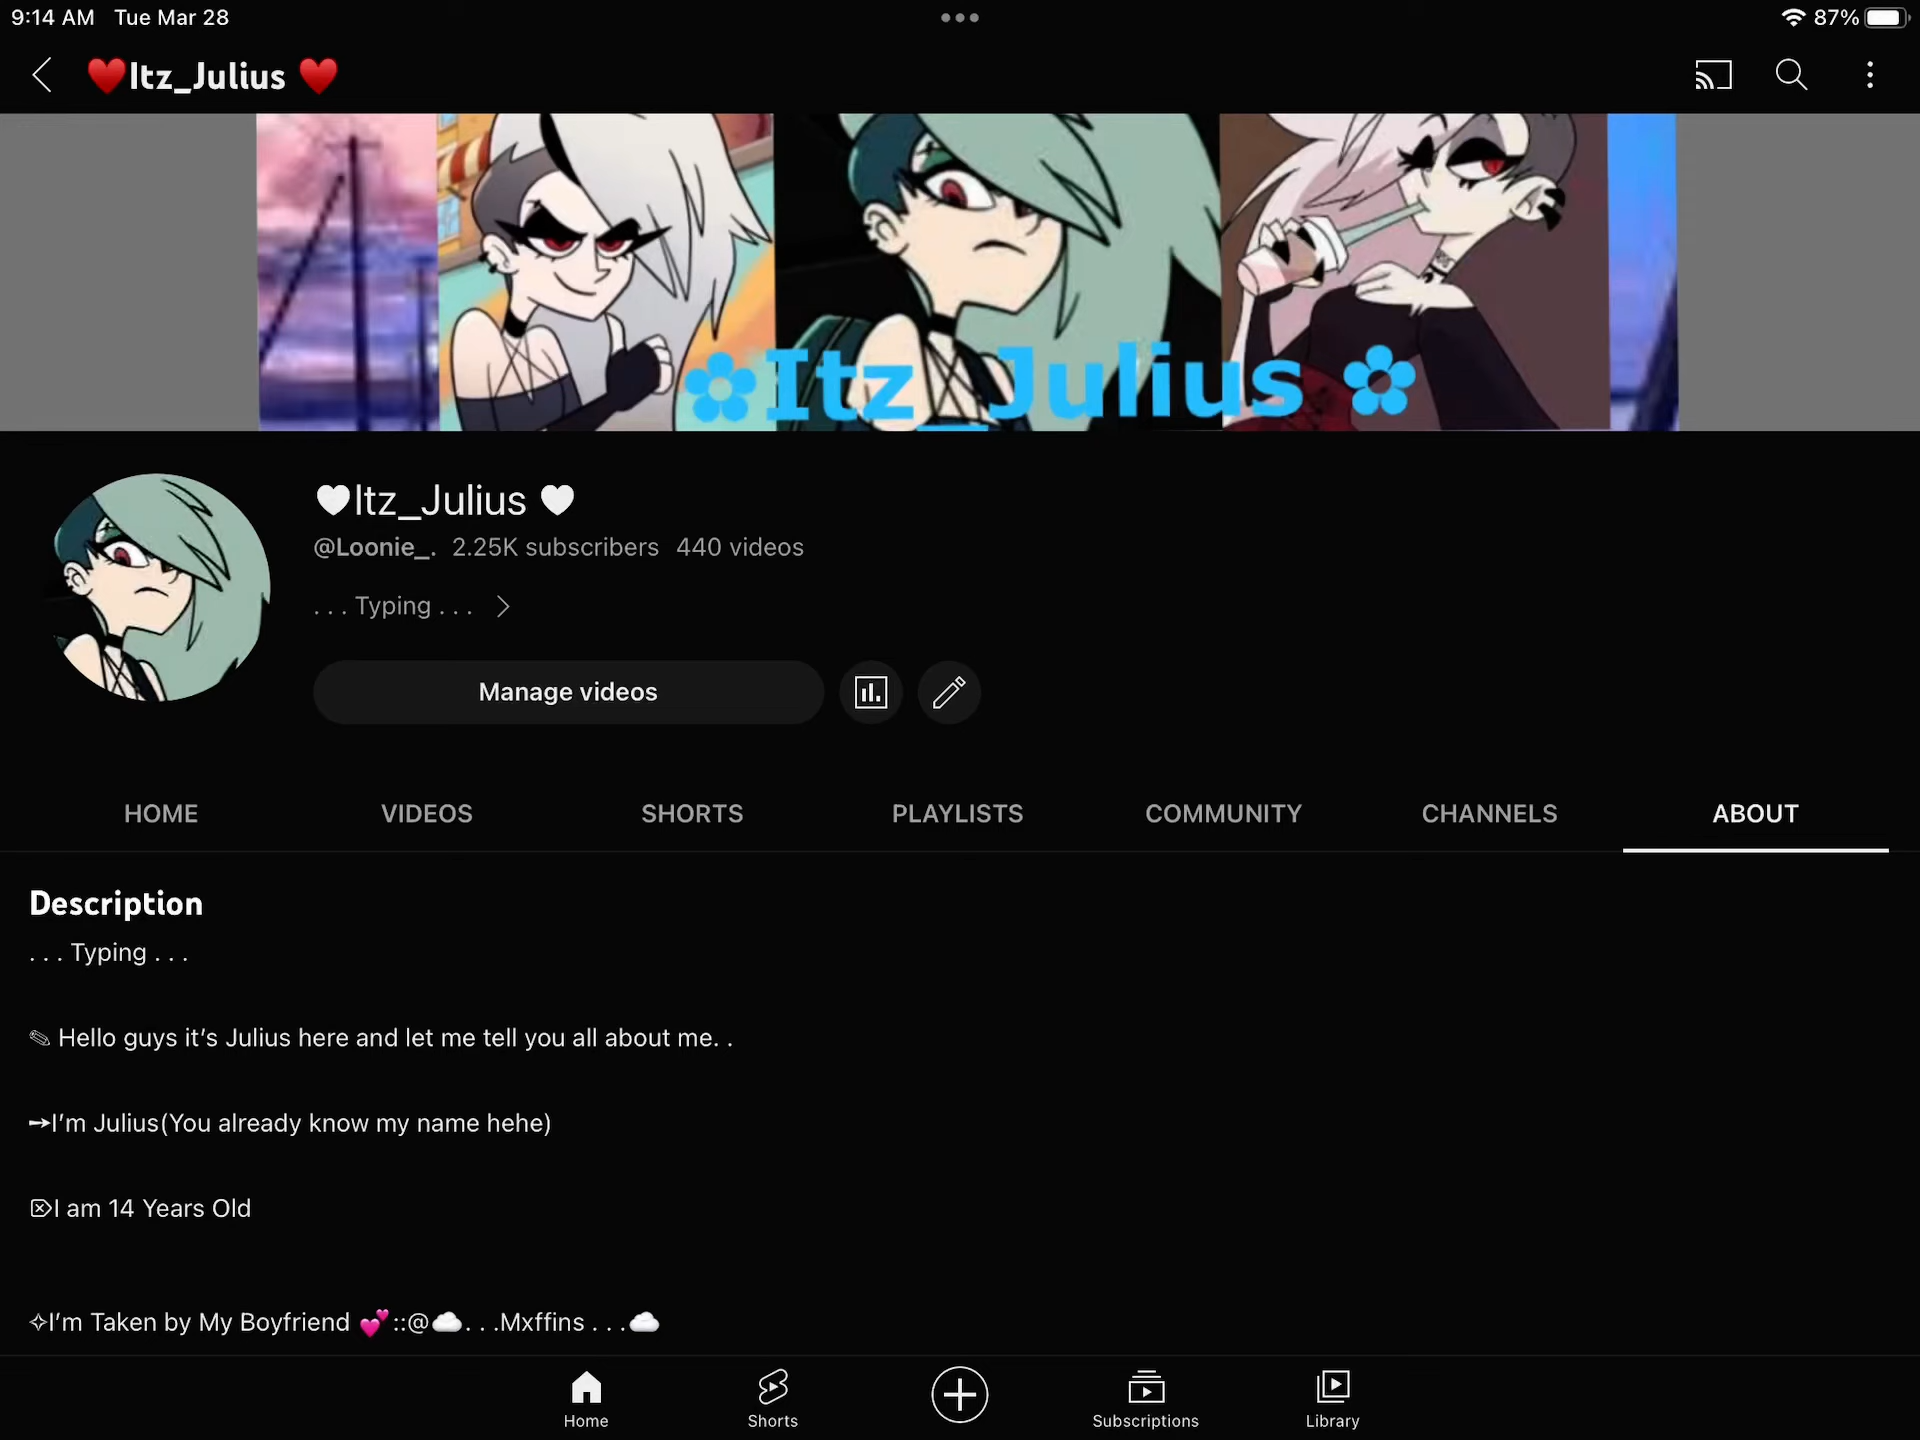 9:14 AM Tue Mar 28 87%
❤️Itz_Julius ❤️
✿Itz_Julius ✿
🤍Itz_Julius 🤍
@Loonie_. 2.25K subscribers 440 videos
. . . Typing . . .
Manage videos
HOME VIDEOS SHORTS PLAYLISTS COMMUNITY CHANNELS ABOUT
Description
. . . Typing . . .
✎ Hello guys it’s Julius here and let me tell you all about me. .
➙I’m Julius(You already know my name hehe)
⌦I am 14 Years Old
✧I’m Taken by My Boyfriend 💕::@☁️. . .Mxffins . . .☁️
Home Shorts Subscriptions Library